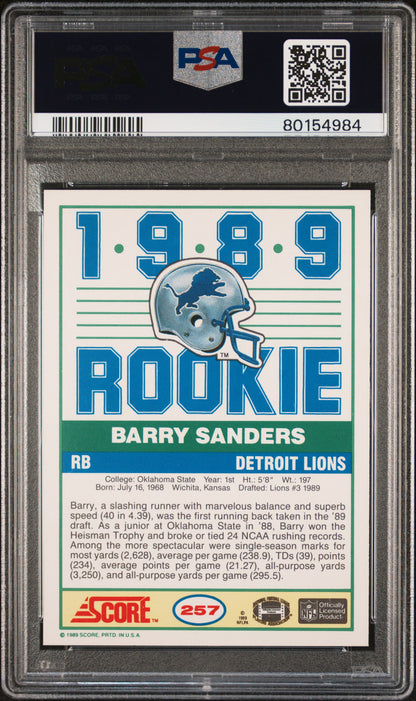 PSA
80154984
1·9·8·9
TM
ROOKIE
BARRY SANDERS
RB DETROIT LIONS
College: Oklahoma State Year: 1st Ht.: 5'8" Wt.: 197
Born: July 16, 1968 Wichita, Kansas Drafted: Lions #3 1989
Barry, a slashing runner with marvelous balance and superb
speed (40 in 4.39), was the first running back taken in the '89
draft. As a junior at Oklahoma State in '88, Barry won the
Heisman Trophy and broke or tied 24 NCAA rushing records.
Among the more spectacular were single-season marks for
most yards (2,628), average per game (238.9), TDs (39), points
(234), average points per game (21.27), all-purpose yards
(3,250), and all-purpose yards per game (295.5).
SCORE™ 257 © 1989 NFLPA NFL Officially Licensed Product
© 1989 SCORE, PRTD. IN U.S.A.
PSA